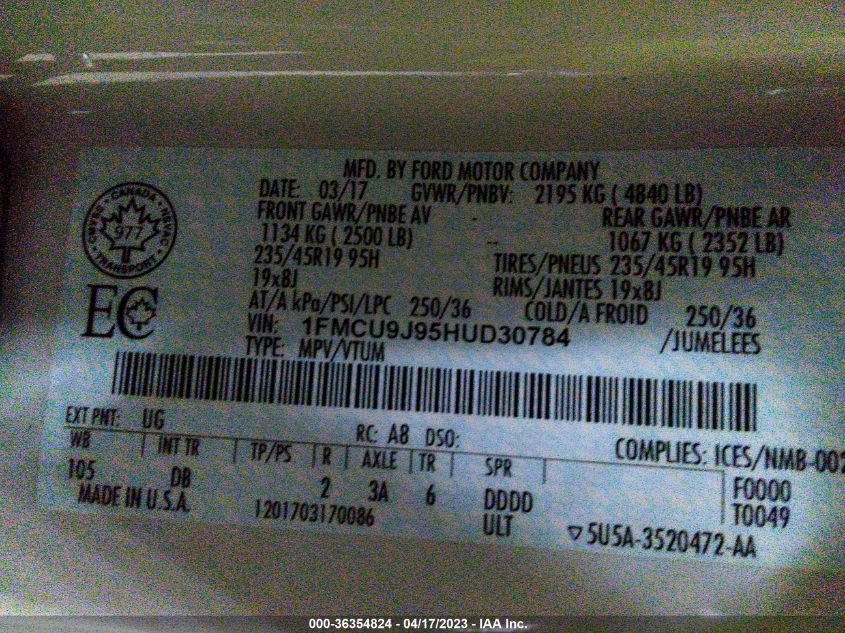 MFD. BY FORD MOTOR COMPANY
DATE: 03/17 GVWR/PNBV: 2195 KG ( 4840 LB)
FRONT GAWR/PNBE AV - REAR GAWR/PNBE AR
1134 KG ( 2500 LB) -- 1067 KG ( 2352 LB)
235/45R19 95H TIRES/PNEUS 235/45R19 95H
19x8J RIMS/JANTES 19x8J
AT/A kPa/PSI/LPC 250/36 COLD/A FROID 250/36
VIN: 1FMCU9J95HUD30784 /JUMELEES
TYPE: MPV/VTUM
CANADA
977
TRANSPORT
EC
EXT PNT: UG RC: A8 DSO:
WB INT TR TP/PS R AXLE TR SPR COMPLIES: ICES/NMB-002
105 DB 2 3A 6 DDDD F0000
MADE IN U.S.A. 1201703170086 ULT T0049
5U5A-3520472-AA
000-36354824 - 04/17/2023 - IAA Inc.